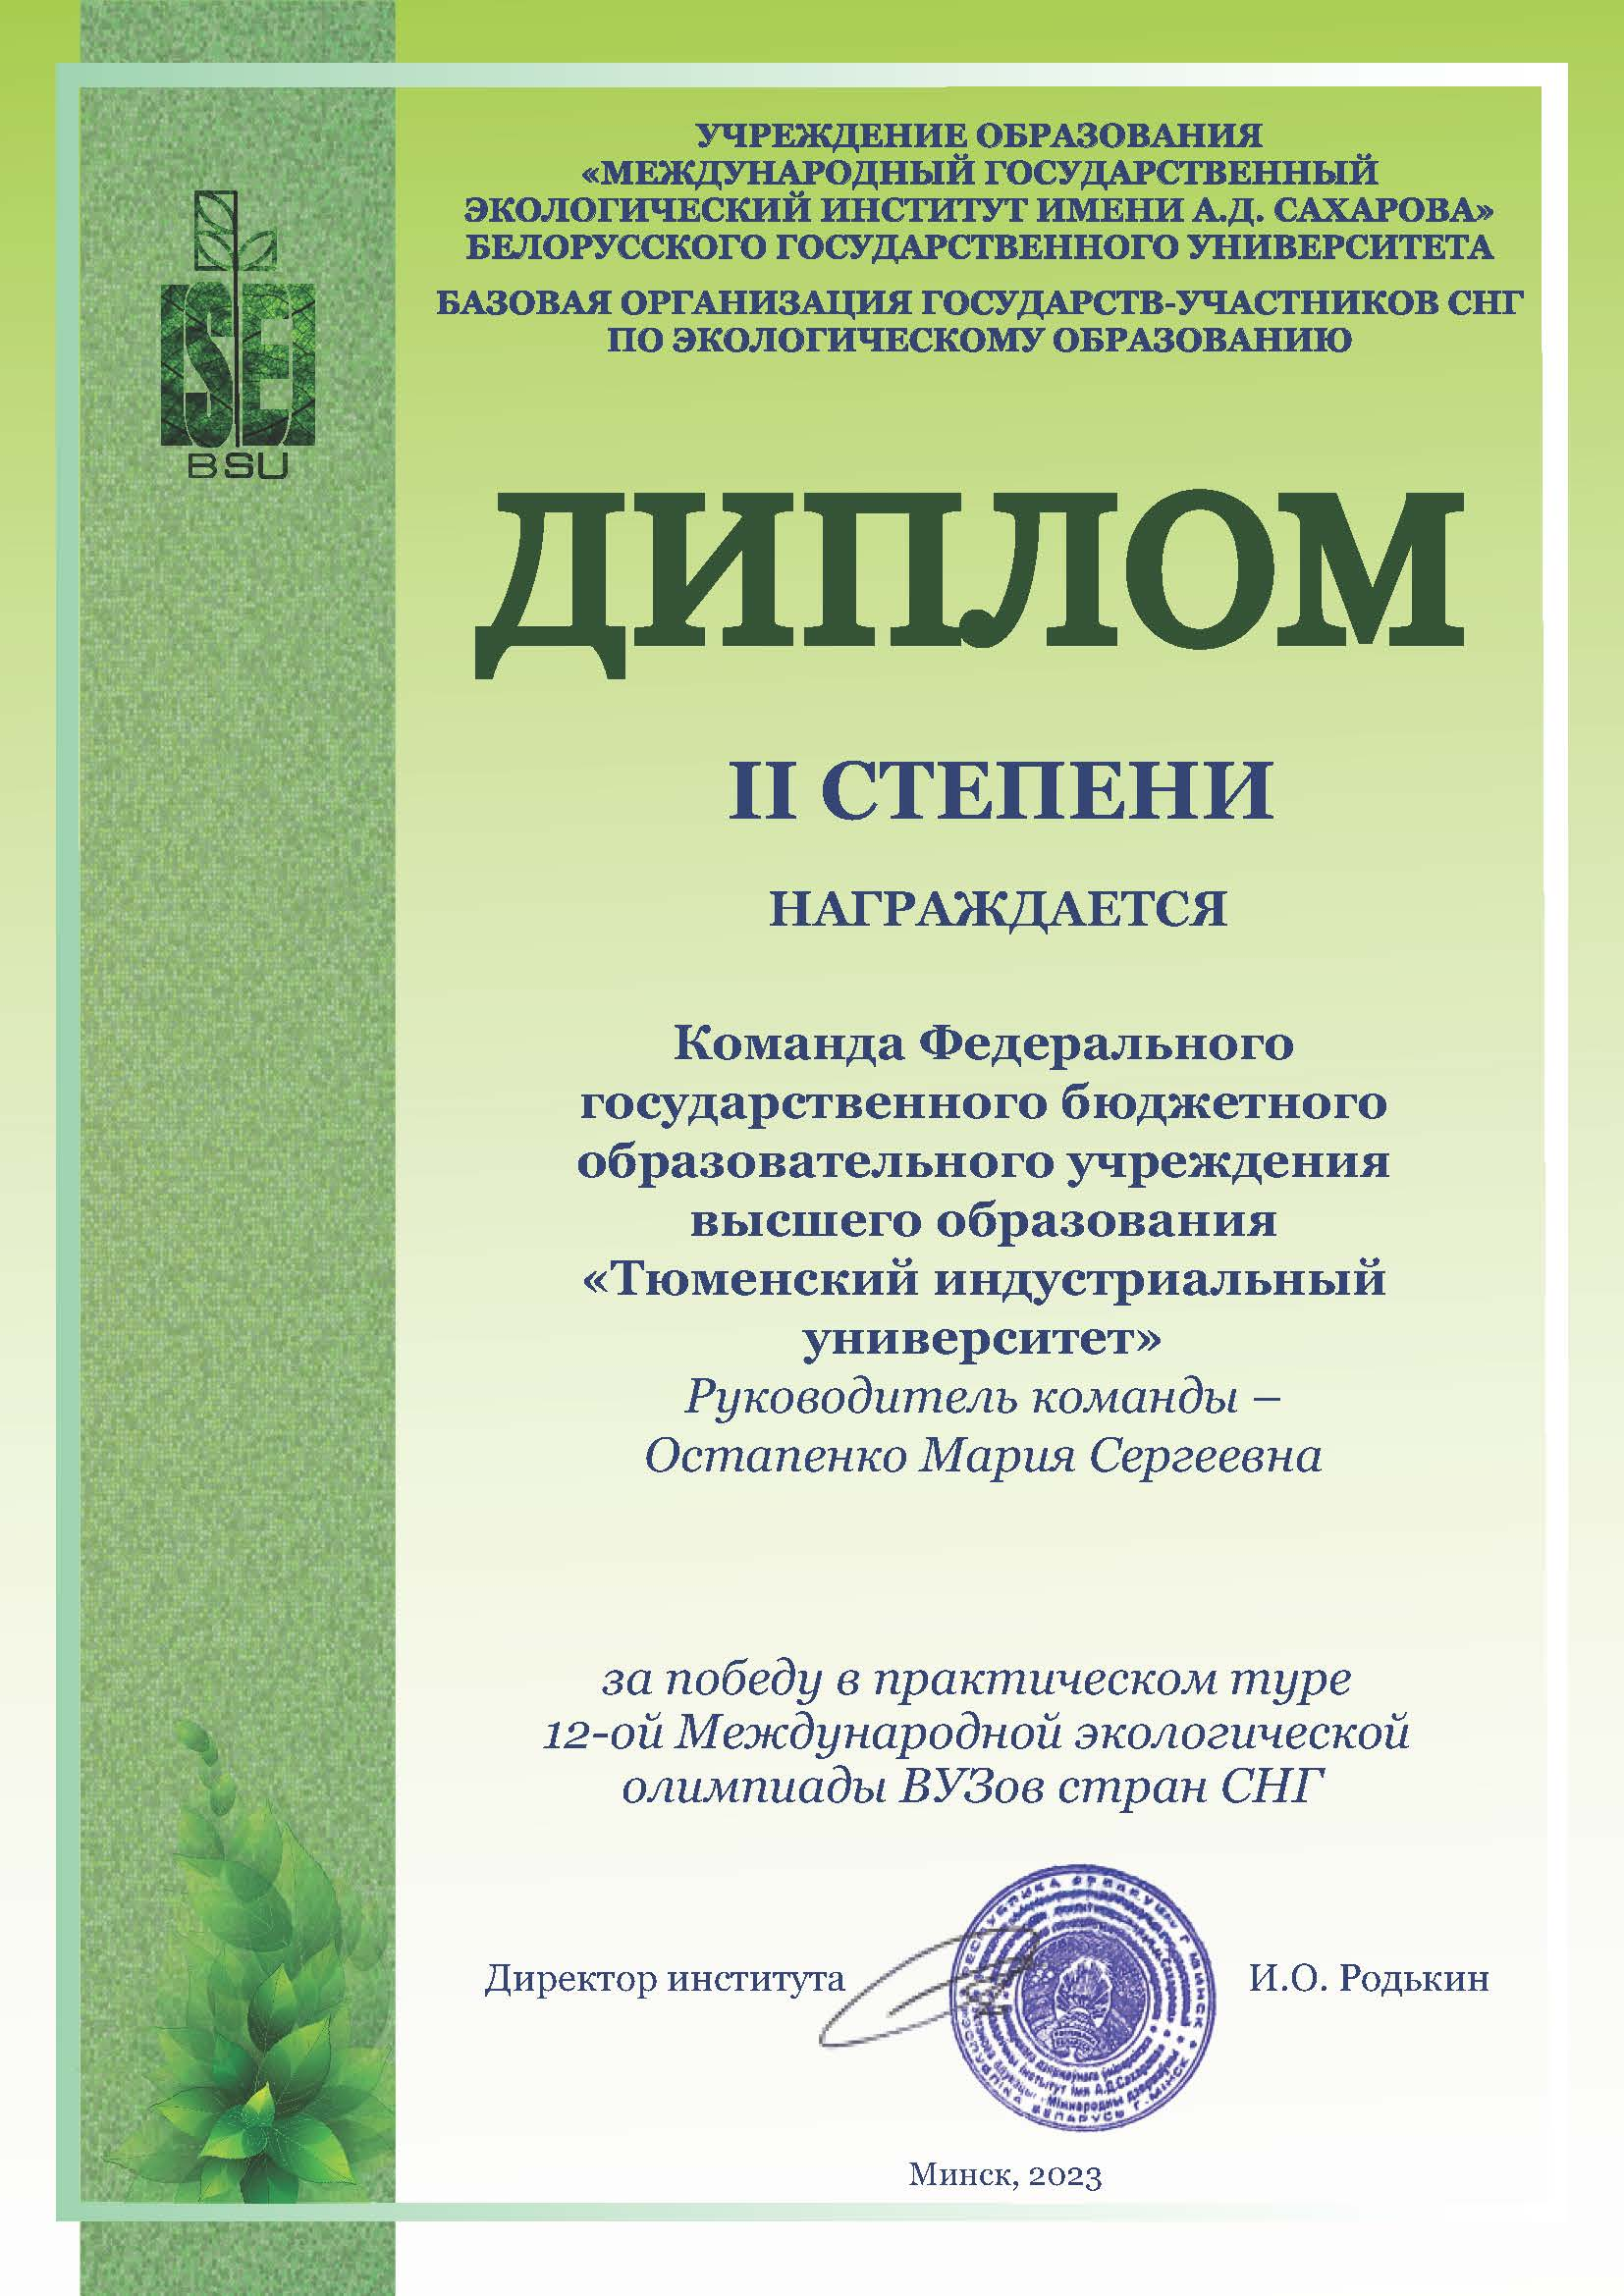 УЧРЕЖДЕНИЕ ОБРАЗОВАНИЯ
«МЕЖДУНАРОДНЫЙ ГОСУДАРСТВЕННЫЙ
ЭКОЛОГИЧЕСКИЙ ИНСТИТУТ ИМЕНИ А.Д. САХАРОВА»
БЕЛОРУССКОГО ГОСУДАРСТВЕННОГО УНИВЕРСИТЕТА
БАЗОВАЯ ОРГАНИЗАЦИЯ ГОСУДАРСТВ-УЧАСТНИКОВ СНГ
ПО ЭКОЛОГИЧЕСКОМУ ОБРАЗОВАНИЮ
ISEI
BSU
ДИПЛОМ
II СТЕПЕНИ
НАГРАЖДАЕТСЯ
Команда Федерального
государственного бюджетного
образовательного учреждения
высшего образования
«Тюменский индустриальный
университет»
Руководитель команды –
Остапенко Мария Сергеевна
за победу в практическом туре
12-ой Международной экологической
олимпиады ВУЗов стран СНГ
Директор института
И.О. Родькин
Минск, 2023